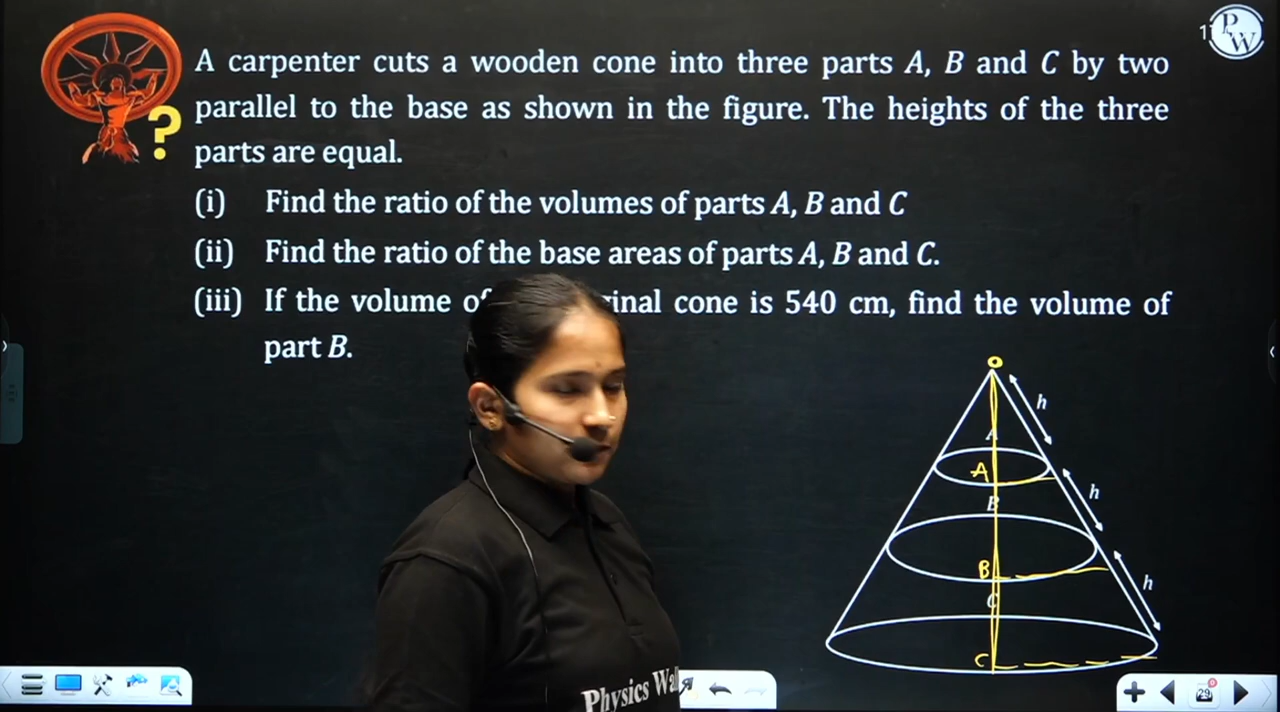 A carpenter cuts a wooden cone into three parts A, B and C by two
parallel to the base as shown in the figure. The heights of the three
parts are equal.
(i) Find the ratio of the volumes of parts A, B and C
(ii) Find the ratio of the base areas of parts A, B and C.
(iii) If the volume of cone is 540 cm, find the volume of
part B.
?
PW
O
h
A
A
h
B
B
h
C
C
Physics
29